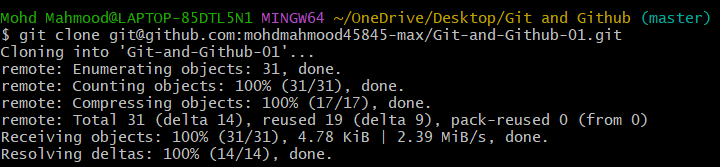 Mohd Mahmood@LAPTOP-85DTL5N1 MINGW64 ~/OneDrive/Desktop/Git and Github (master)
$ git clone git@github.com:mohdmahmood45845-max/Git-and-Github-01.git
Cloning into 'Git-and-Github-01'...
remote: Enumerating objects: 31, done.
remote: Counting objects: 100% (31/31), done.
remote: Compressing objects: 100% (17/17), done.
remote: Total 31 (delta 14), reused 19 (delta 9), pack-reused 0 (from 0)
Receiving objects: 100% (31/31), 4.78 KiB | 2.39 MiB/s, done.
Resolving deltas: 100% (14/14), done.